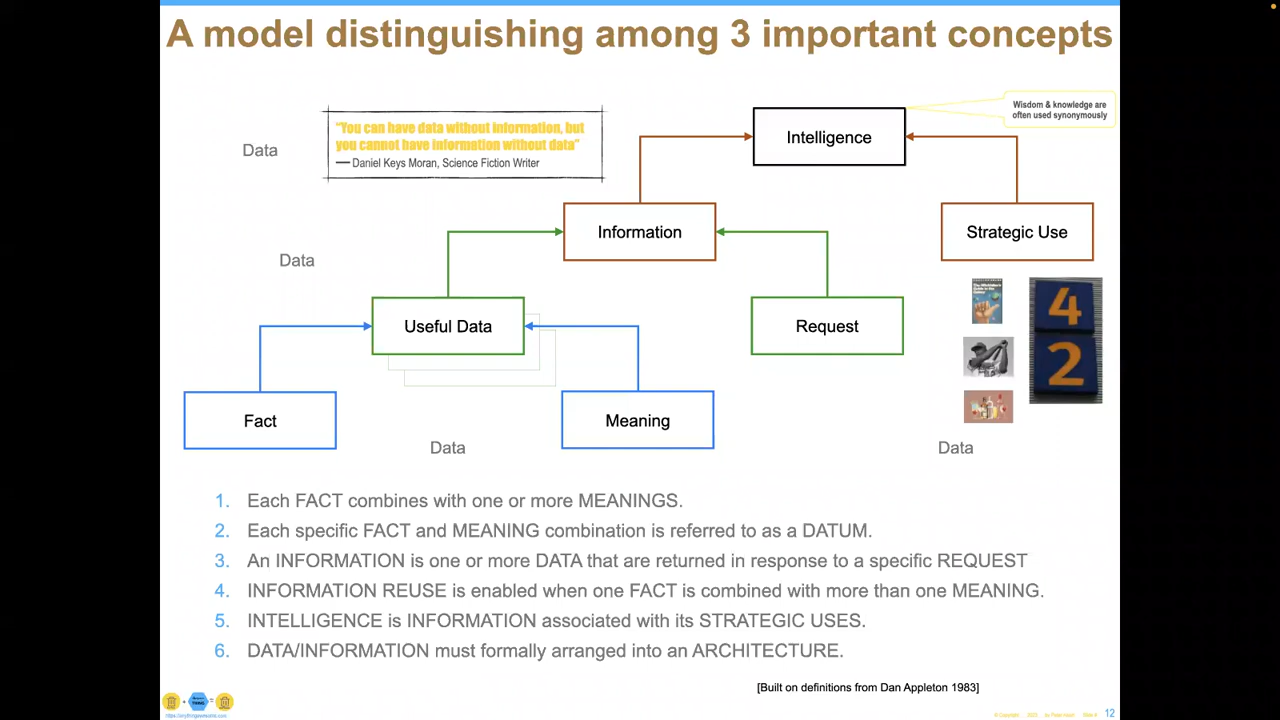 A model distinguishing among 3 important concepts
"You can have data without information, but
you cannot have information without data"
— Daniel Keys Moran, Science Fiction Writer
Wisdom & knowledge are
often used synonymously
Data
Intelligence
Information
Strategic Use
Data
Useful Data
Request
4
2
Fact
Meaning
Data
Data
1. Each FACT combines with one or more MEANINGS.
2. Each specific FACT and MEANING combination is referred to as a DATUM.
3. An INFORMATION is one or more DATA that are returned in response to a specific REQUEST
4. INFORMATION REUSE is enabled when one FACT is combined with more than one MEANING.
5. INTELLIGENCE is INFORMATION associated with its STRATEGIC USES.
6. DATA/INFORMATION must formally arranged into an ARCHITECTURE.
[Built on definitions from Dan Appleton 1983]
12